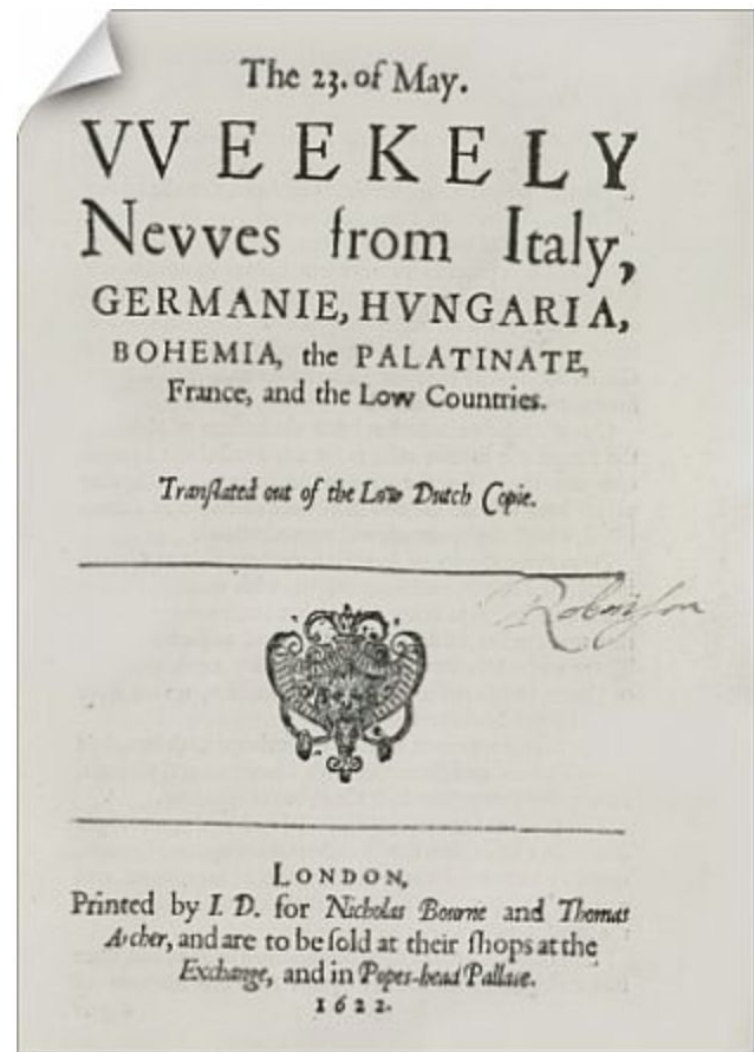 The 23. of May.
VVEEKELY
Nevves from Italy,
GERMANIE, HVNGARIA,
BOHEMIA, the PALATINATE,
France, and the Low Countries.
Tranſlated out of the Low Dutch Copie.
Robinſon
LONDON,
Printed by I. D. for Nicholas Bourne and Thomas
Archer, and are to be ſold at their ſhops at the
Exchange, and in Popes-head Pallace.
1622.